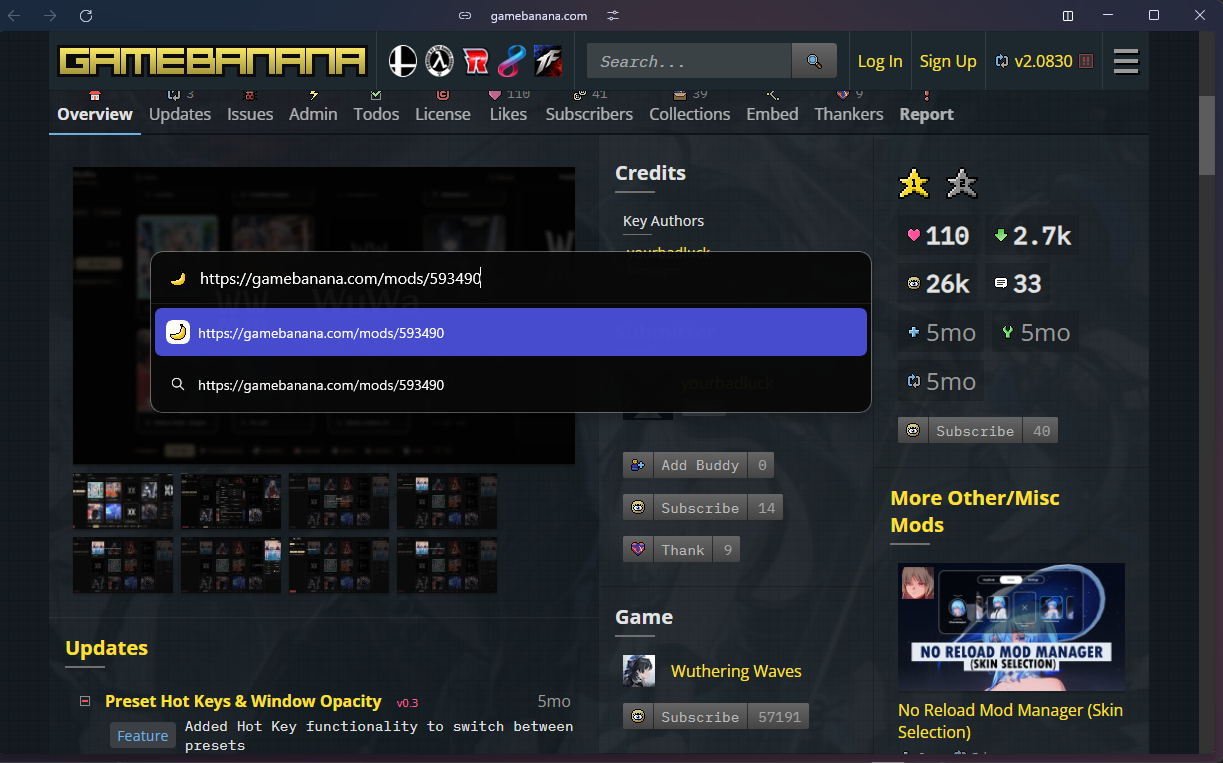 gamebanana.com
GAMEBANANA
Search...
Log In
Sign Up
v2.0830
3
110
41
39
9
Overview
Updates
Issues
Admin
Todos
License
Likes
Subscribers
Collections
Embed
Thankers
Report
Credits
Key Authors
yourbadluck
https://gamebanana.com/mods/593490
https://gamebanana.com/mods/593490
https://gamebanana.com/mods/593490
yourbadluck
Add Buddy 0
Subscribe 14
Thank 9
Game
Wuthering Waves
Subscribe 57191
110
2.7k
26k
33
5mo
5mo
5mo
Subscribe 40
More Other/Misc
Mods
NO RELOAD MOD MANAGER
(SKIN SELECTION)
No Reload Mod Manager (Skin
Selection)
Updates
Preset Hot Keys & Window Opacity v0.3 5mo
Feature
Added Hot Key functionality to switch between
presets